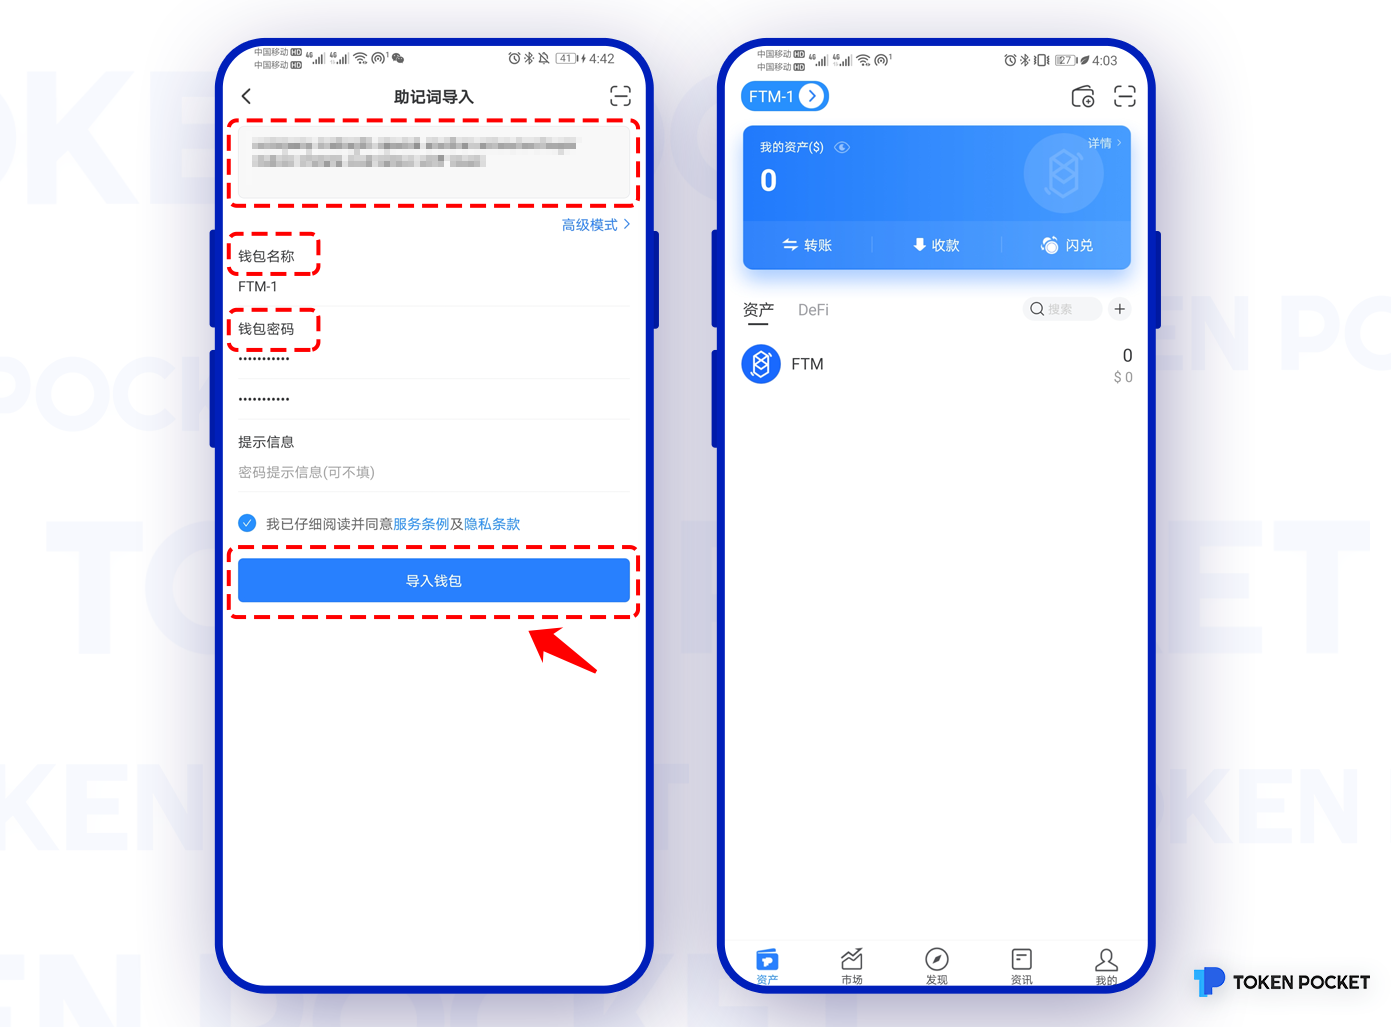 中国移动 HD 4G 4G 1 41 4:42
中国移动 HD
助记词导入
高级模式 >
钱包名称
FTM-1
钱包密码
•••••••••••
•••••••••••
提示信息
密码提示信息(可不填)
我已仔细阅读并同意服务条例及隐私条款
导入钱包
中国移动 HD 4G 4G 1 27 4:03
中国移动 HD
FTM-1
我的资产($)
详情 >
0
转账
收款
闪兑
资产
DeFi
搜索
FTM
0
$ 0
资产
市场
发现
资讯
我的
TOKEN POCKET